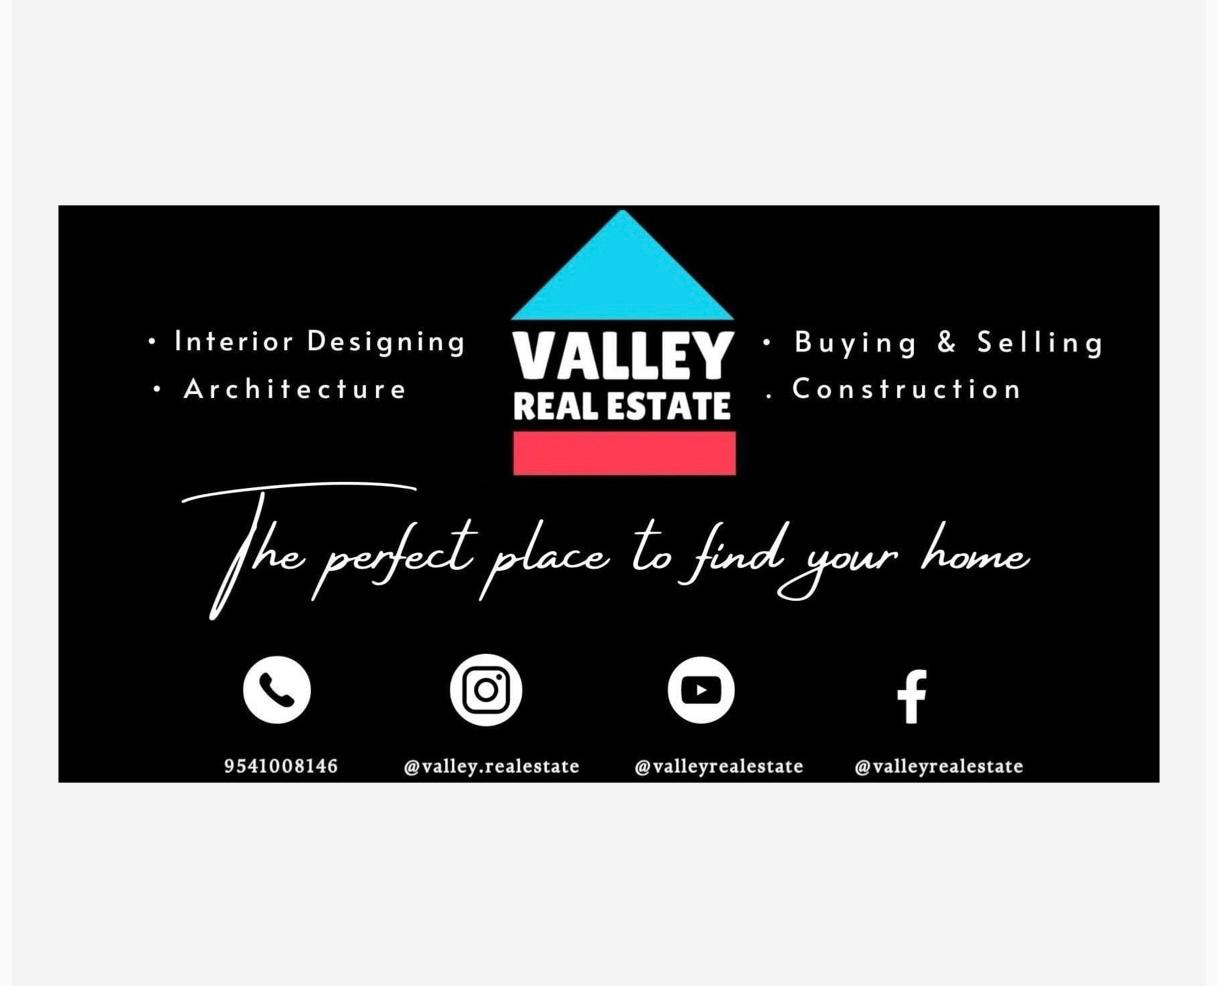 • Interior Designing
• Architecture
VALLEY
REAL ESTATE
• Buying & Selling
. Construction
The perfect place to find your home
9541008146
@valley.realestate
@valleyrealestate
@valleyrealestate